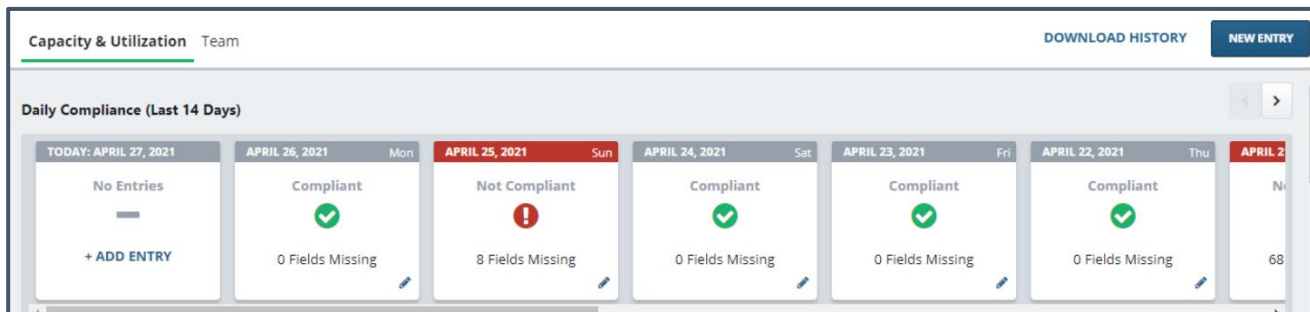 Capacity & Utilization Team DOWNLOAD HISTORY NEW ENTRY
Daily Compliance (Last 14 Days)
TODAY: APRIL 27, 2021 APRIL 26, 2021 Mon APRIL 25, 2021 Sun APRIL 24, 2021 Sat APRIL 23, 2021 Fri APRIL 22, 2021 Thu APRIL 2
No Entries Compliant Not Compliant Compliant Compliant Compliant
+ ADD ENTRY 0 Fields Missing 8 Fields Missing 0 Fields Missing 0 Fields Missing 0 Fields Missing 68